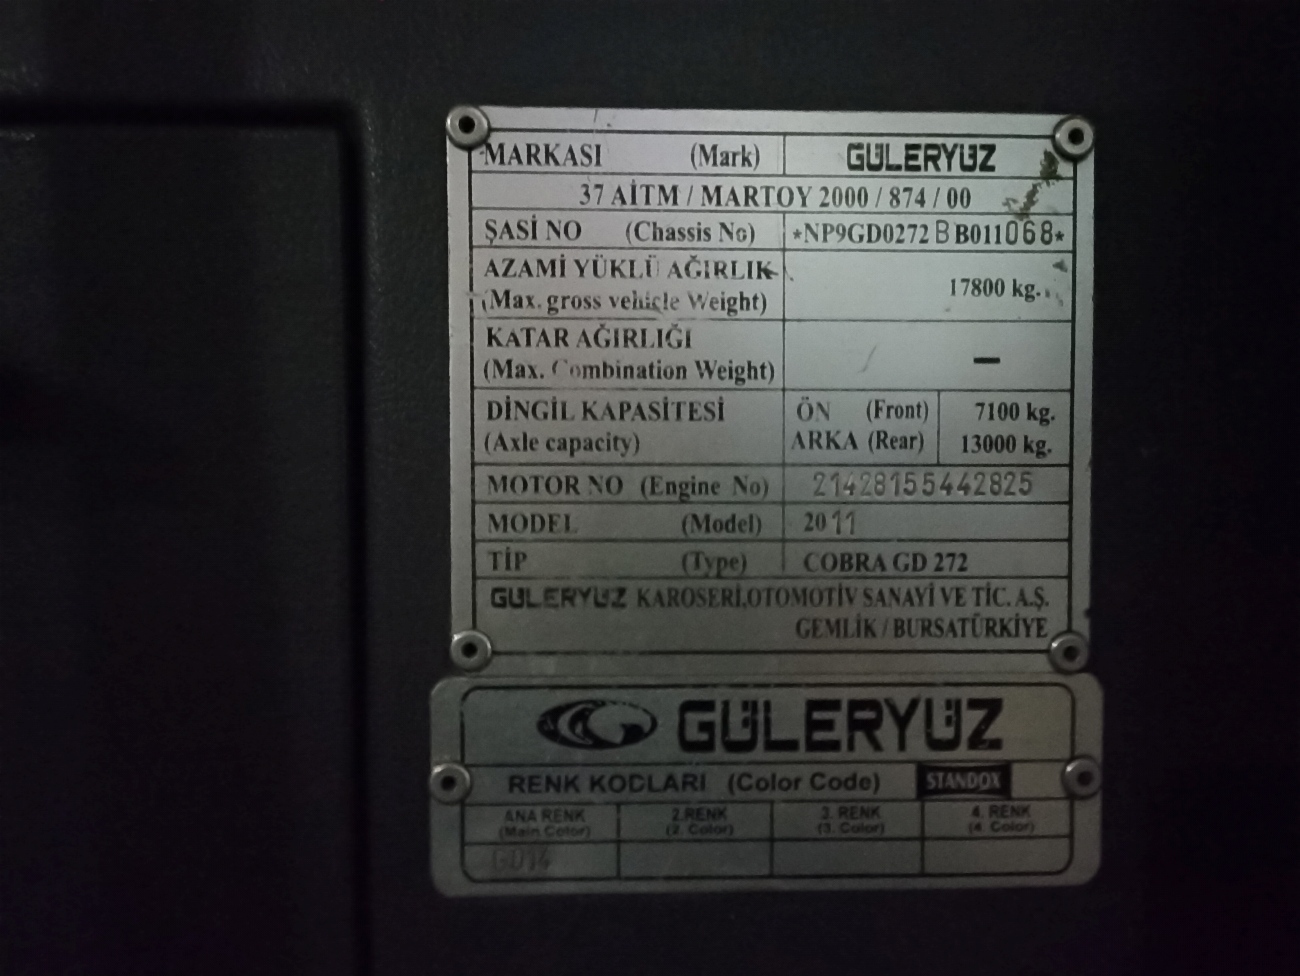 MARKASI (Mark) GÜLERYÜZ
37 AİTM / MARTOY 2000 / 874 / 00
ŞASİ NO (Chassis No) *NP9GD0272BB011068*
AZAMİ YÜKLÜ AĞIRLIK
(Max. gross vehicle Weight) 17800 kg.
KATAR AĞIRLIĞI
(Max. Combination Weight) —
DİNGİL KAPASİTESİ ÖN (Front) 7100 kg.
(Axle capacity) ARKA (Rear) 13000 kg.
MOTOR NO (Engine No) 21428155442825
MODEL (Model) 2011
TİP (Type) COBRA GD 272
GÜLERYÜZ KAROSERİ.OTOMOTİV SANAYİ VE TİC. A.Ş.
GEMLİK / BURSATÜRKİYE
GÜLERYÜZ
RENK KODLARI (Color Code) STANDOX
ANA RENK 2.RENK 3. RENK 4. RENK
(Main Color) (2. Color) (3. Color) (4. Color)
GD14